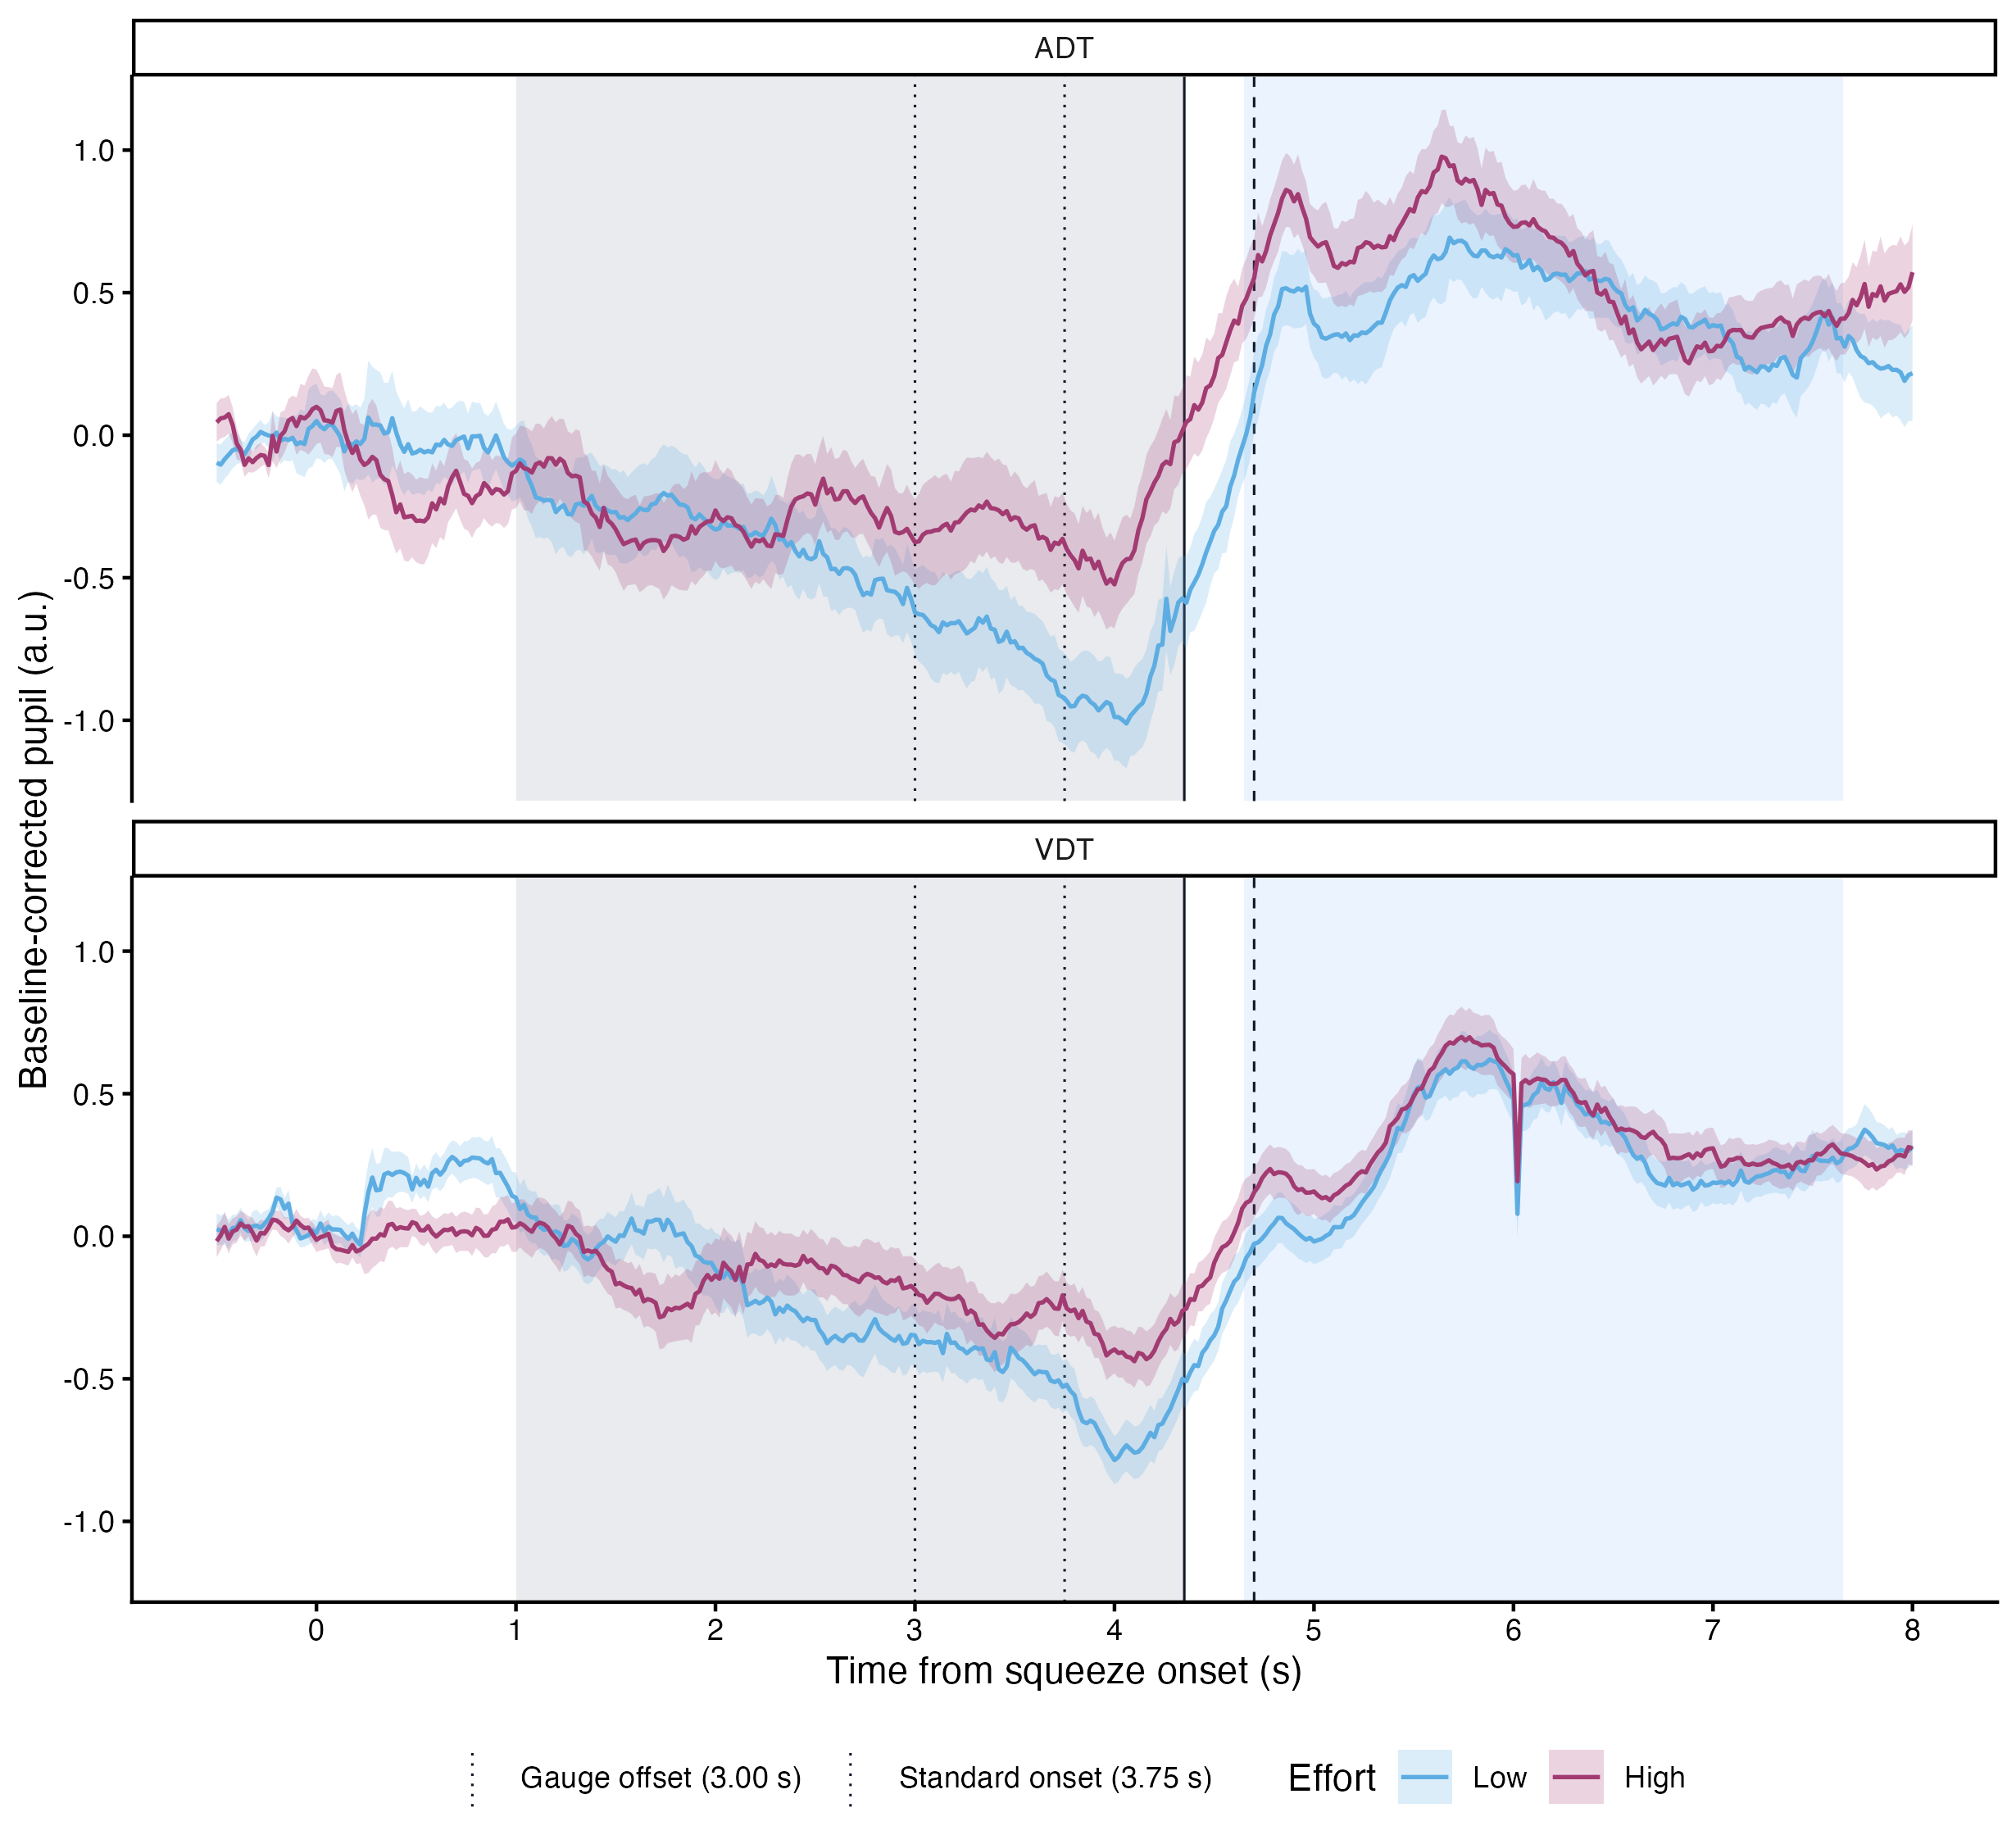 ADT
1.0
0.5
0.0
-0.5
-1.0
VDT
1.0
0.5
0.0
-0.5
-1.0
Baseline-corrected pupil (a.u.)
0 1 2 3 4 5 6 7 8
Time from squeeze onset (s)
Gauge offset (3.00 s) Standard onset (3.75 s) Effort Low High